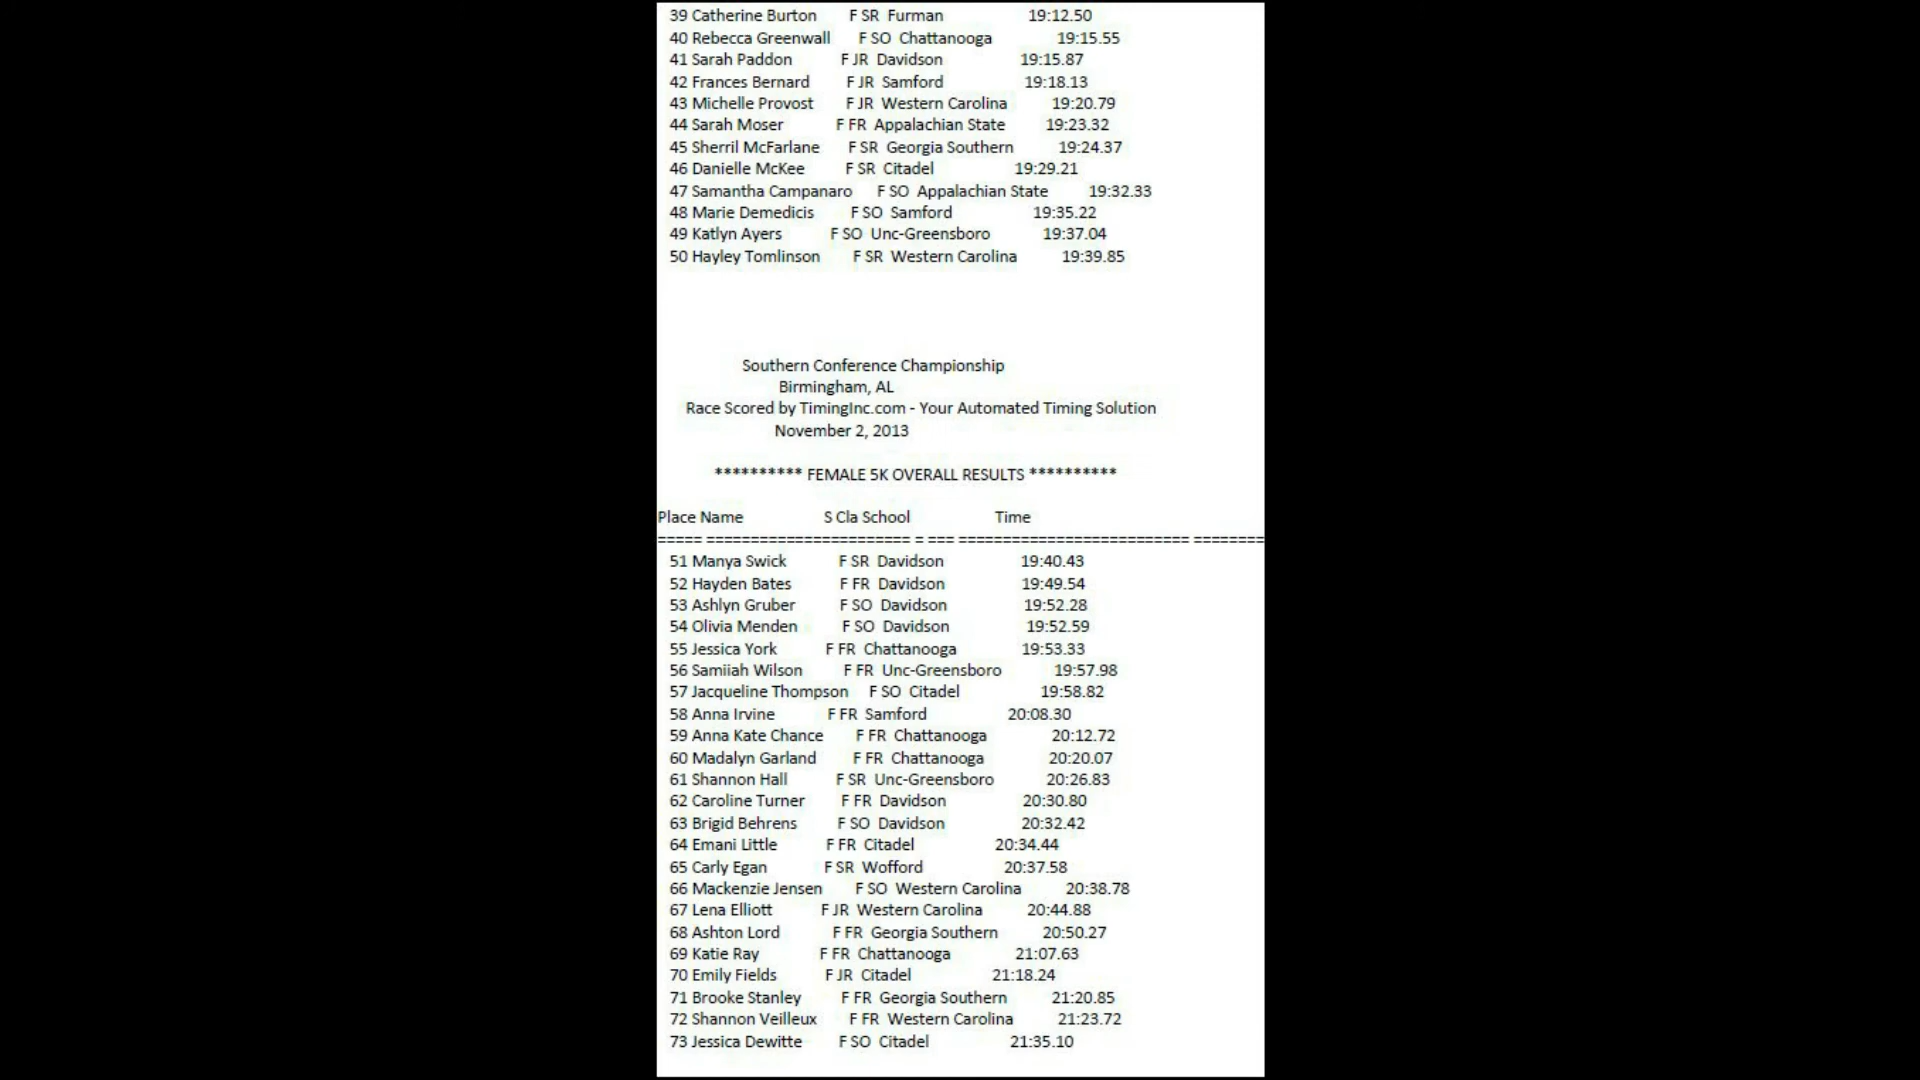 39 Catherine Burton F SR Furman 19:12.50
40 Rebecca Greenwall F SO Chattanooga 19:15.55
41 Sarah Paddon F JR Davidson 19:15.87
42 Frances Bernard F JR Samford 19:18.13
43 Michelle Provost F JR Western Carolina 19:20.79
44 Sarah Moser F FR Appalachian State 19:23.32
45 Sherril McFarlane F SR Georgia Southern 19:24.37
46 Danielle McKee F SR Citadel 19:29.21
47 Samantha Campanaro F SO Appalachian State 19:32.33
48 Marie Demedicis F SO Samford 19:35.22
49 Katlyn Ayers F SO Unc-Greensboro 19:37.04
50 Hayley Tomlinson F SR Western Carolina 19:39.85
Southern Conference Championship
Birmingham, AL
Race Scored by TimingInc.com - Your Automated Timing Solution
November 2, 2013
********** FEMALE 5K OVERALL RESULTS **********
Place Name S Cla School Time
===== ======================= = === ========================== ========
51 Manya Swick F SR Davidson 19:40.43
52 Hayden Bates F FR Davidson 19:49.54
53 Ashlyn Gruber F SO Davidson 19:52.28
54 Olivia Menden F SO Davidson 19:52.59
55 Jessica York F FR Chattanooga 19:53.33
56 Samiiah Wilson F FR Unc-Greensboro 19:57.98
57 Jacqueline Thompson F SO Citadel 19:58.82
58 Anna Irvine F FR Samford 20:08.30
59 Anna Kate Chance F FR Chattanooga 20:12.72
60 Madalyn Garland F FR Chattanooga 20:20.07
61 Shannon Hall F SR Unc-Greensboro 20:26.83
62 Caroline Turner F FR Davidson 20:30.80
63 Brigid Behrens F SO Davidson 20:32.42
64 Emani Little F FR Citadel 20:34.44
65 Carly Egan F SR Wofford 20:37.58
66 Mackenzie Jensen F SO Western Carolina 20:38.78
67 Lena Elliott F JR Western Carolina 20:44.88
68 Ashton Lord F FR Georgia Southern 20:50.27
69 Katie Ray F FR Chattanooga 21:07.63
70 Emily Fields F JR Citadel 21:18.24
71 Brooke Stanley F FR Georgia Southern 21:20.85
72 Shannon Veilleux F FR Western Carolina 21:23.72
73 Jessica Dewitte F SO Citadel 21:35.10